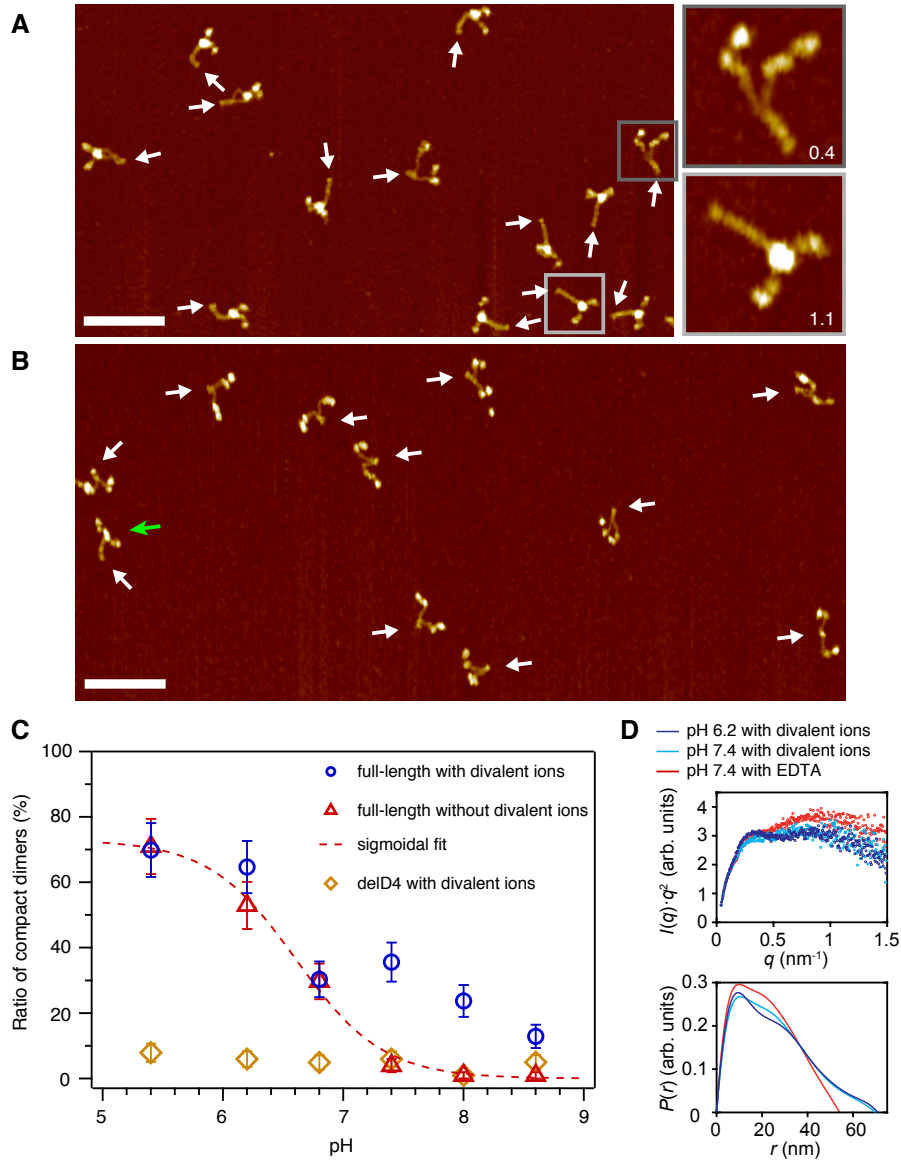 A
0.4
1.1
B
C
Ratio of compact dimers (%)
100
80
60
40
20
0
5
6
7
8
9
pH
full-length with divalent ions
full-length without divalent ions
sigmoidal fit
delD4 with divalent ions
D
pH 6.2 with divalent ions
pH 7.4 with divalent ions
pH 7.4 with EDTA
I(q)·q² (arb. units)
4
3
2
1
0
0
0.5
1
1.5
q (nm⁻¹)
P(r) (arb. units)
0.3
0.2
0.1
0
0
20
40
60
r (nm)